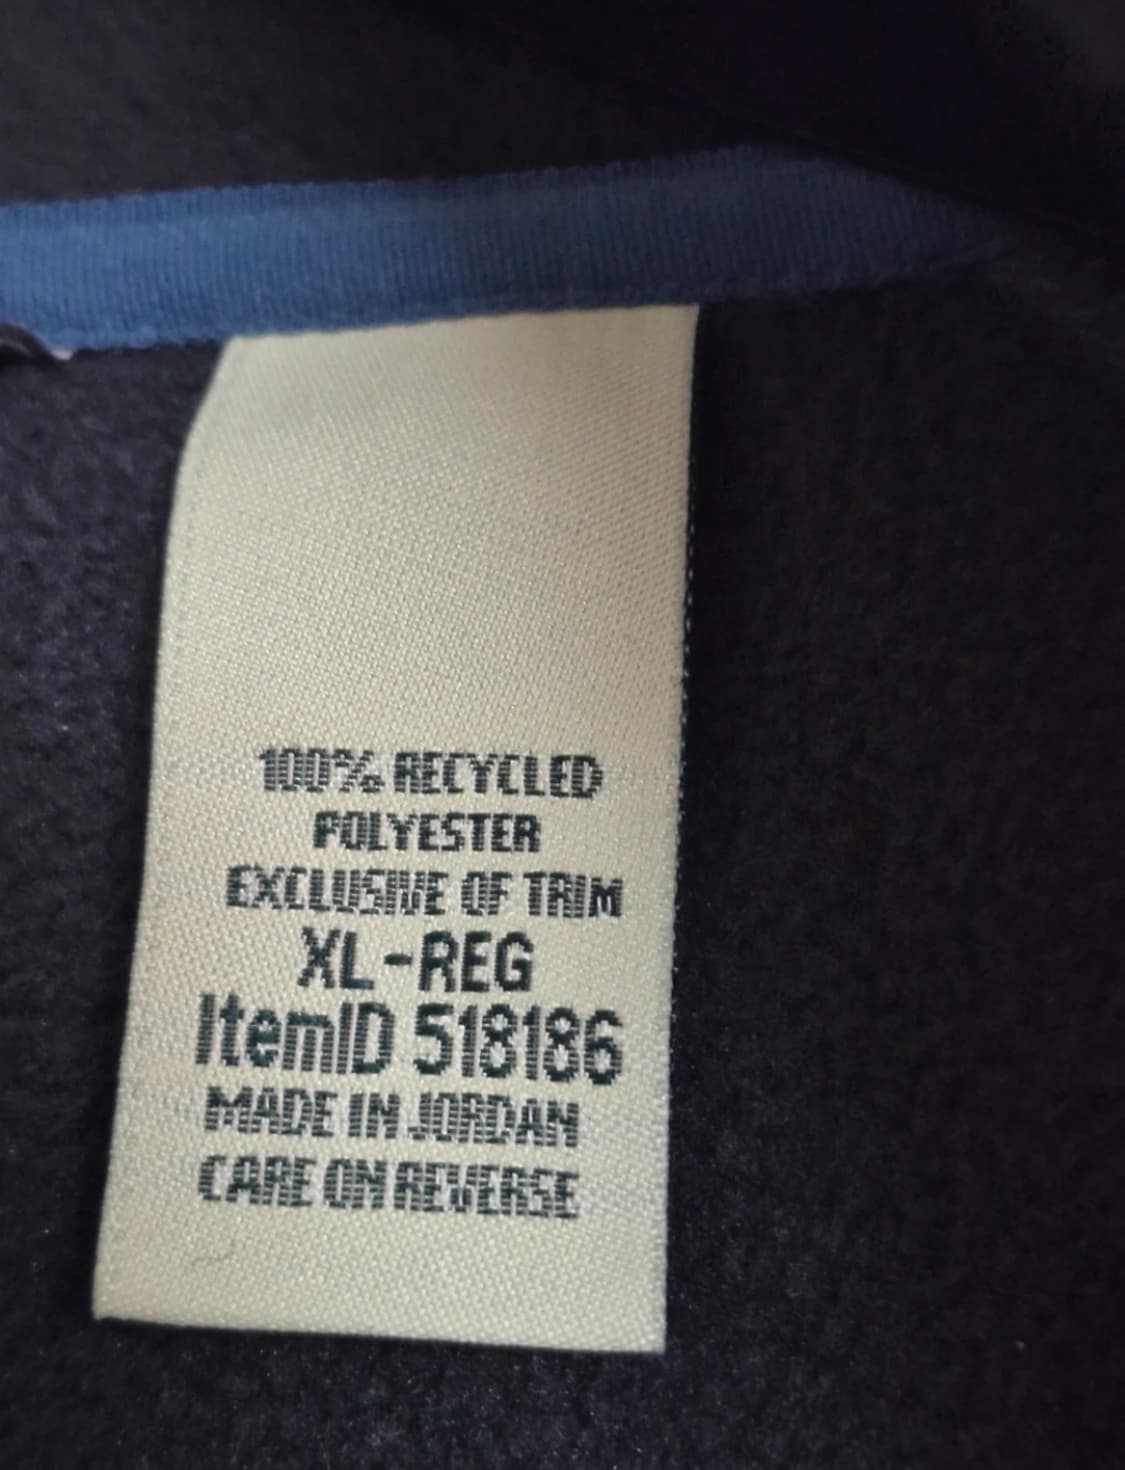 100% RECYCLED
POLYESTER
EXCLUSIVE OF TRIM
XL-REG
ItemID 518186
MADE IN JORDAN
CARE ON REVERSE